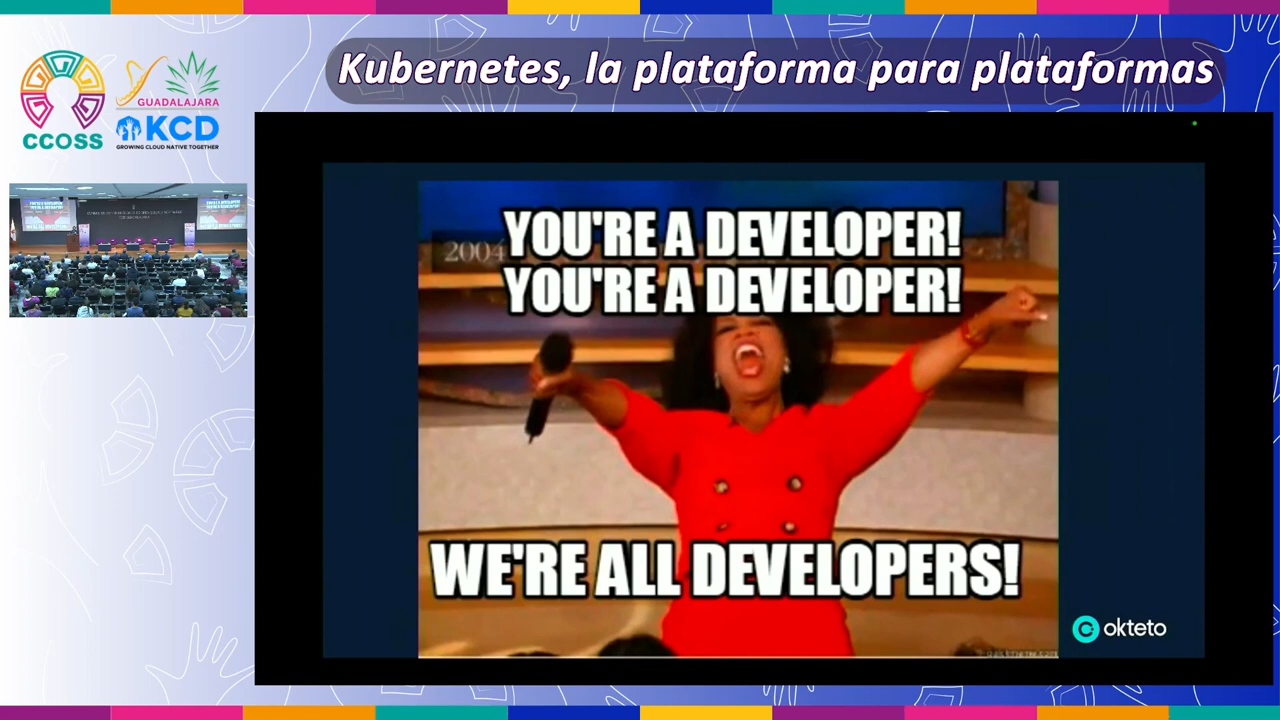 Kubernetes, la plataforma para plataformas
CCOSS
GUADALAJARA
KCD
GROWING CLOUD NATIVE TOGETHER
2004
YOU'RE A DEVELOPER!
YOU'RE A DEVELOPER!
WE'RE ALL DEVELOPERS!
okteto